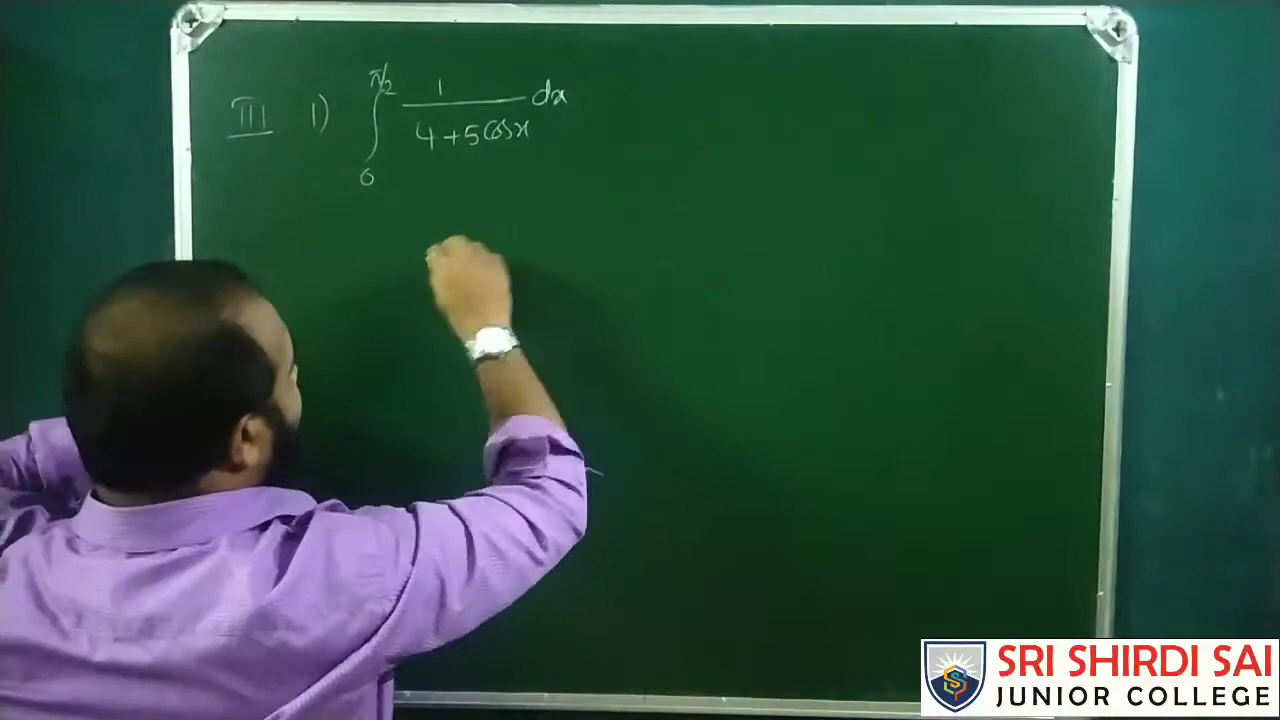 III 1) ∫₀^(π/2) 1/(4+5cosx) dx
SRI SHIRDI SAI
JUNIOR COLLEGE